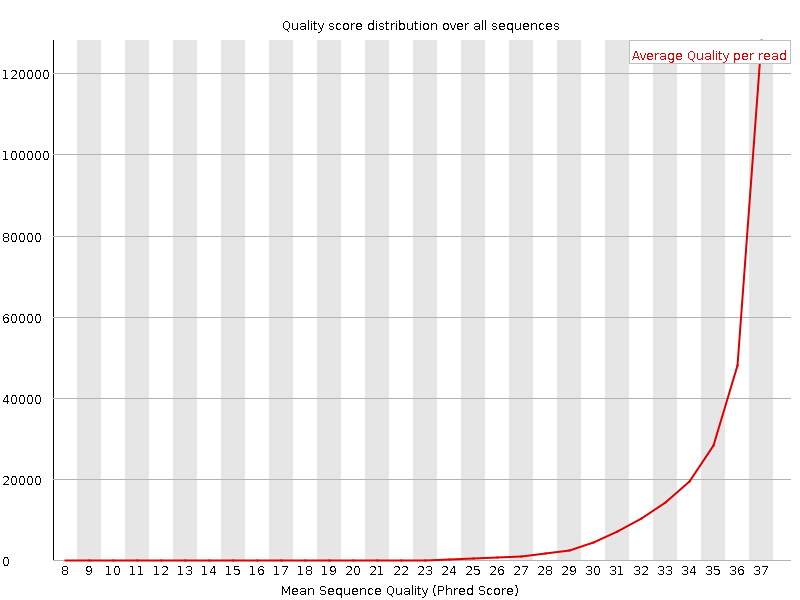 Quality score distribution over all sequences
Average Quality per read
120000
100000
80000
60000
40000
20000
0
8 9 10 11 12 13 14 15 16 17 18 19 20 21 22 23 24 25 26 27 28 29 30 31 32 33 34 35 36 37
Mean Sequence Quality (Phred Score)